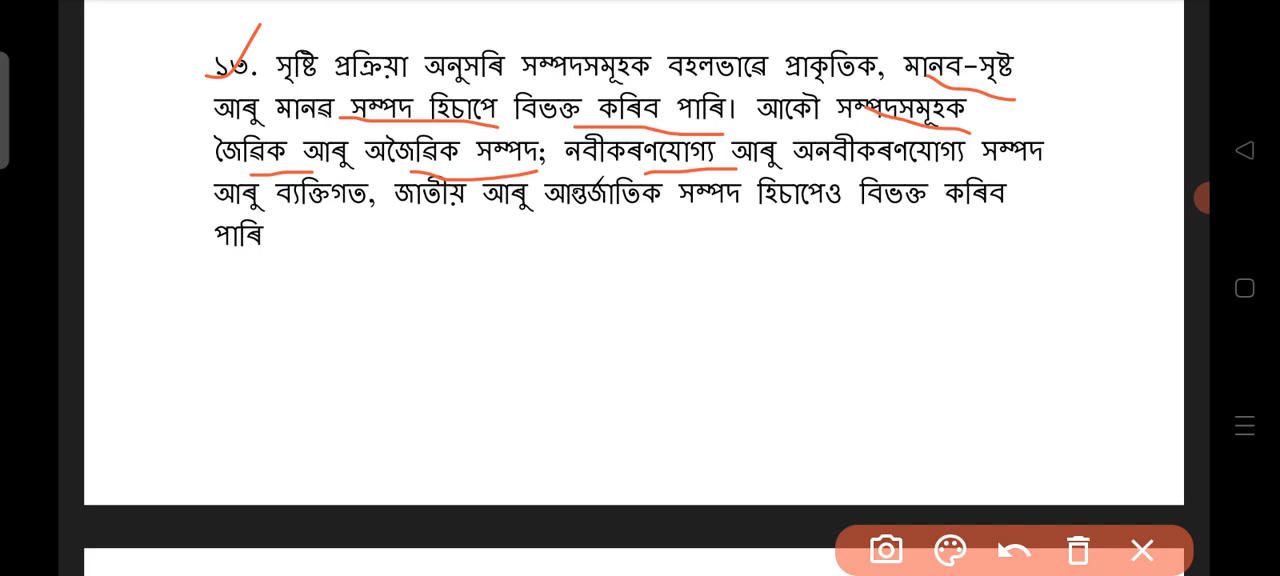 ১৩. সৃষ্টি প্ৰক্ৰিয়া অনুসৰি সম্পদসমূহক বহলভাৱে প্ৰাকৃতিক, মানব-সৃষ্ট
আৰু মানৱ সম্পদ হিচাপে বিভক্ত কৰিব পাৰি। আকৌ সম্পদসমূহক
জৈৱিক আৰু অজৈৱিক সম্পদ; নবীকৰণযোগ্য আৰু অনবীকৰণযোগ্য সম্পদ
আৰু ব্যক্তিগত, জাতীয় আৰু আন্তৰ্জাতিক সম্পদ হিচাপেও বিভক্ত কৰিব
পাৰি